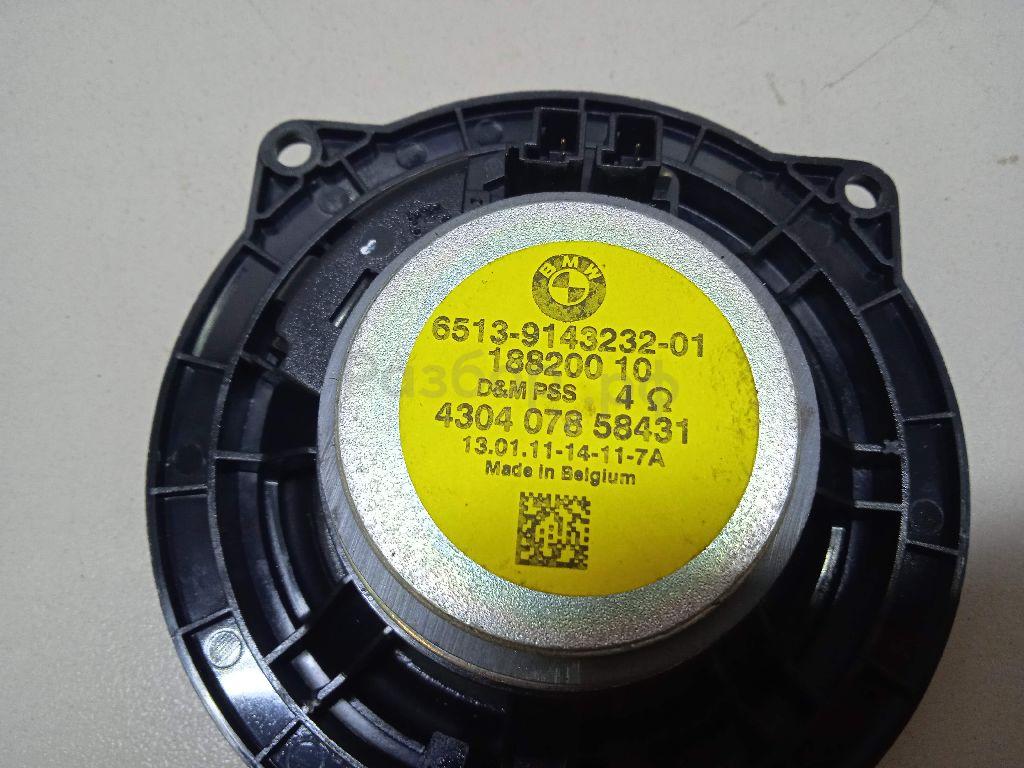 BMW
6513-9143232-01
188200 10
D&M PSS 4 Ω
4304 078 58431
13.01.11-14-11-7A
Made in Belgium